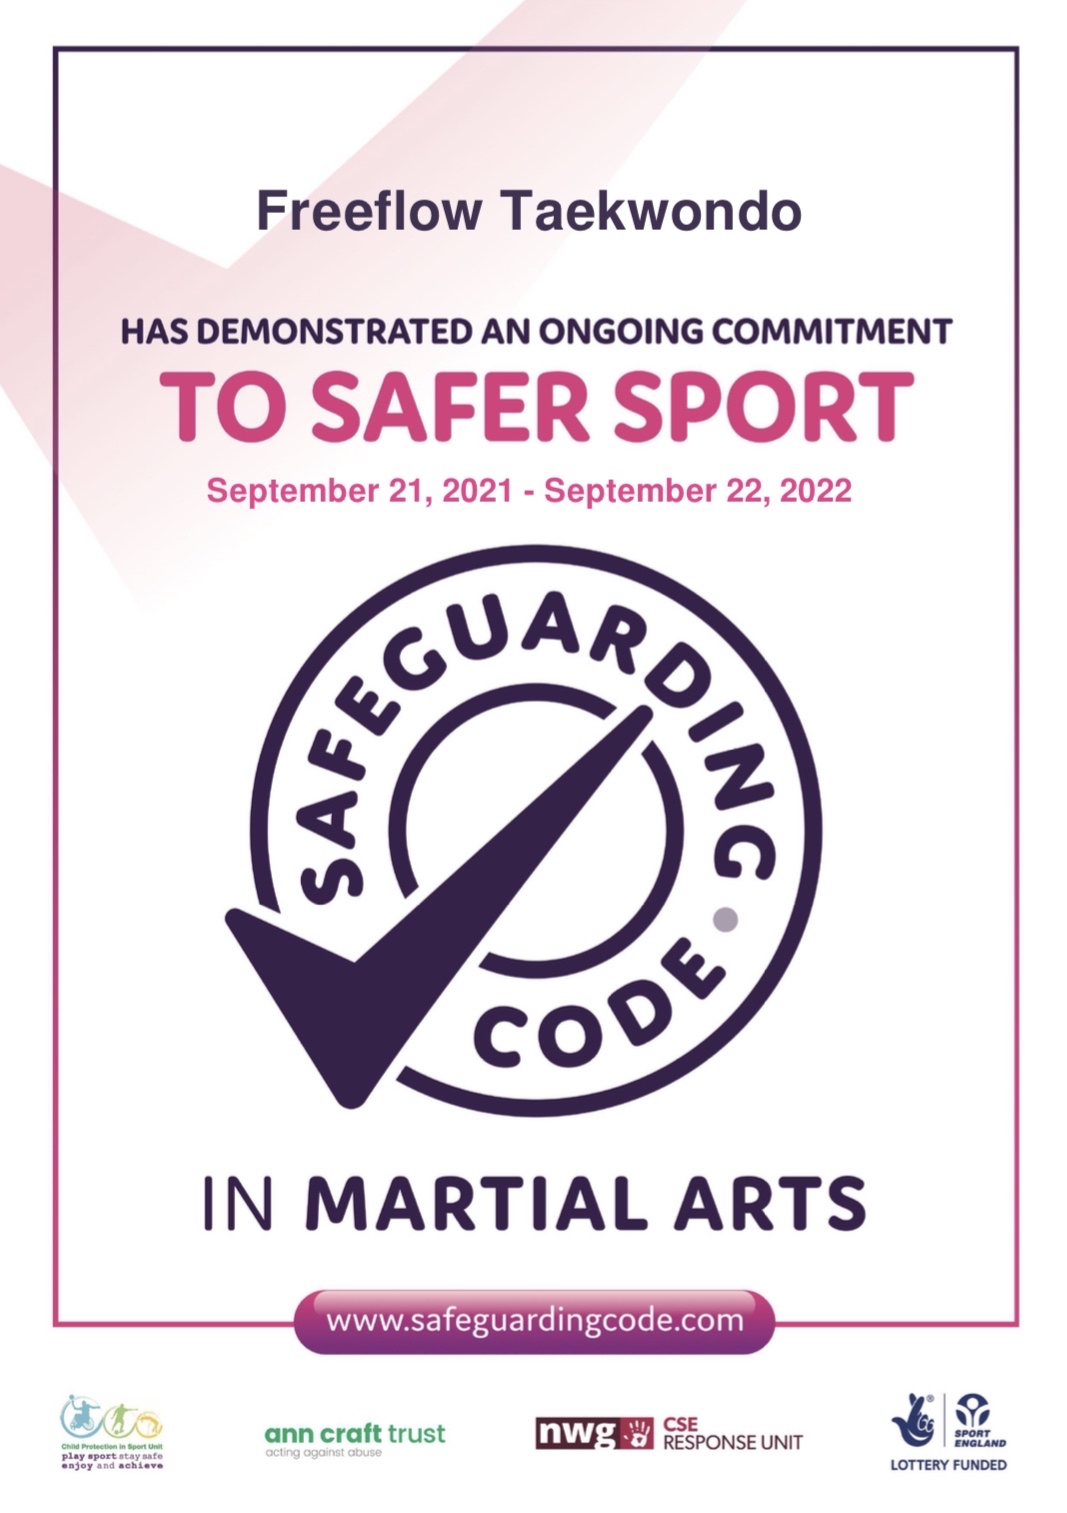 Freeflow Taekwondo
HAS DEMONSTRATED AN ONGOING COMMITMENT
TO SAFER SPORT
September 21, 2021 - September 22, 2022
SAFEGUARDING
CODE
IN MARTIAL ARTS
www.safeguardingcode.com
Child Protection in Sport Unit
play sport stay safe
enjoy and achieve
ann craft trust
acting against abuse
nwg CSE
RESPONSE UNIT
®
SPORT
ENGLAND
LOTTERY FUNDED